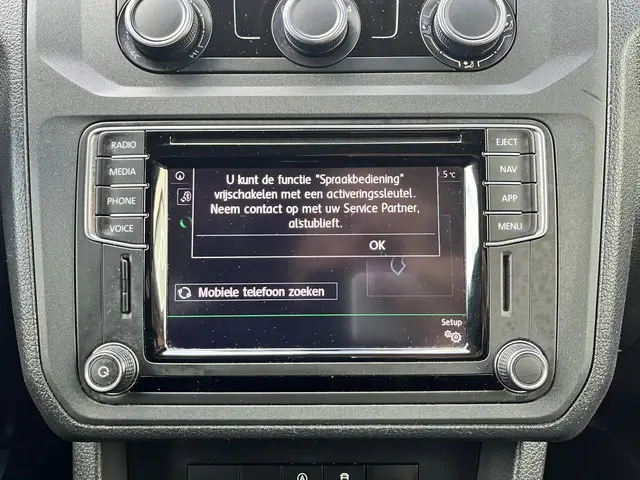 RADIO
MEDIA
PHONE
VOICE
EJECT
NAV
APP
MENU
U kunt de functie "Spraakbediening"
vrijschakelen met een activeringssleutel.
Neem contact op met uw Service Partner,
alstublieft.
OK
5 °C
Mobiele telefoon zoeken
Setup